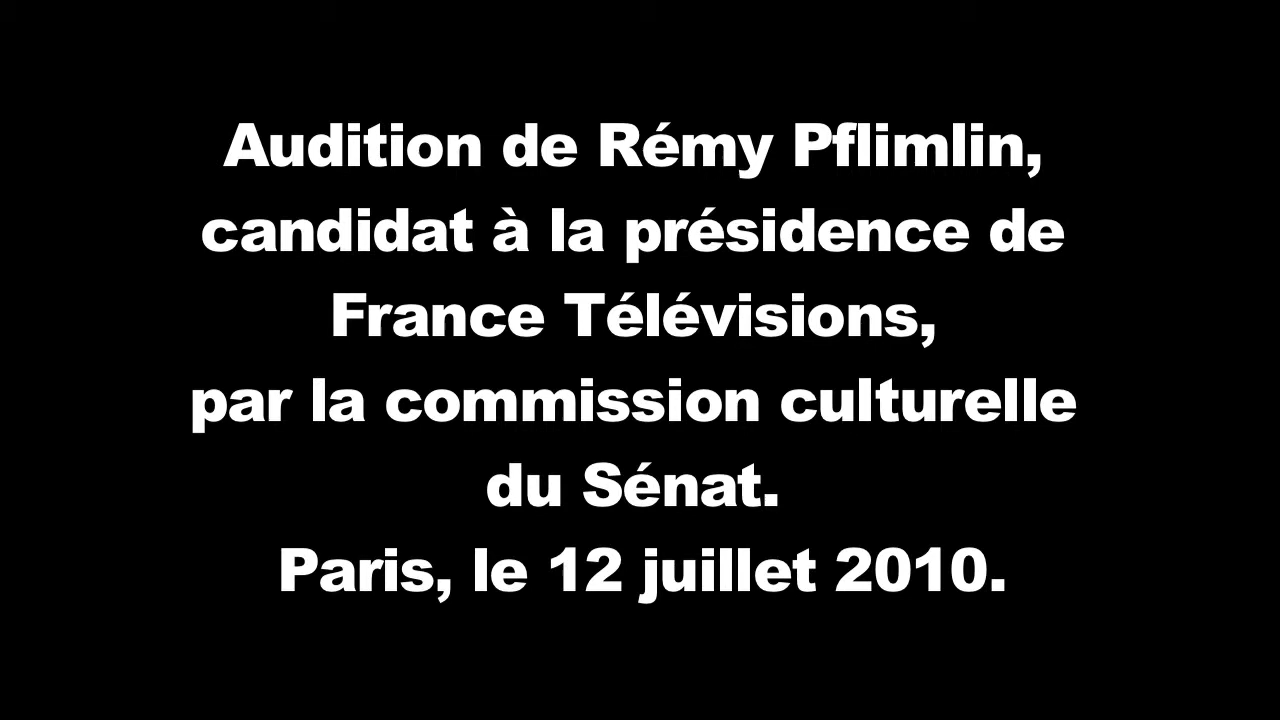 Audition de Rémy Pflimlin,
candidat à la présidence de
France Télévisions,
par la commission culturelle
du Sénat.
Paris, le 12 juillet 2010.